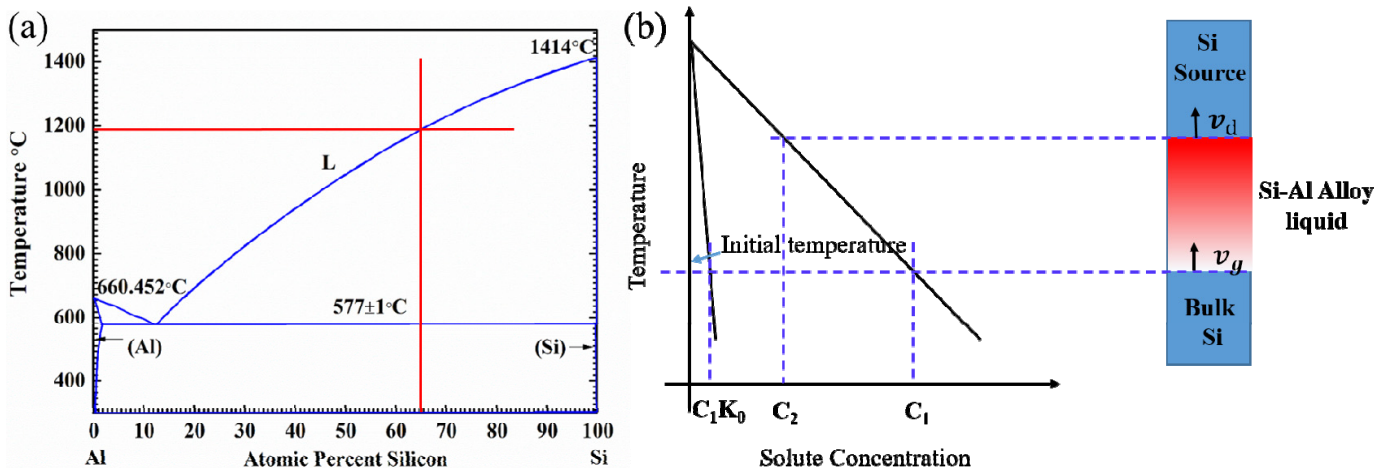 (a)
1400
1200
1000
800
600
400
Temperature °C
1414°C
L
660.452°C
577±1°C
(Al)
(Si)
0 10 20 30 40 50 60 70 80 90 100
Al Atomic Percent Silicon Si
(b)
Temperature
Initial temperature
C₁K₀ C₂ C₁
Solute Concentration
Si
Source
v_d
Si-Al Alloy
liquid
v_g
Bulk
Si